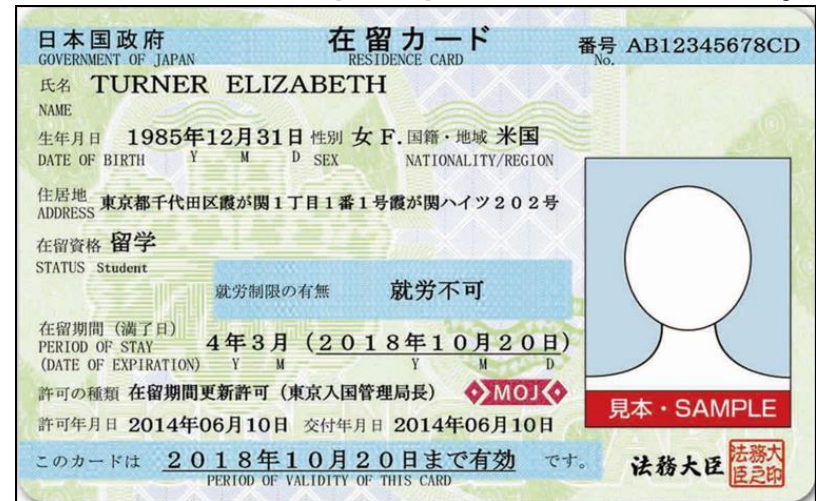 日本国政府 在留カード 番号 AB12345678CD
GOVERNMENT OF JAPAN RESIDENCE CARD No.
氏名 TURNER ELIZABETH
NAME
生年月日 1985年12月31日 性別 女 F. 国籍・地域 米国
DATE OF BIRTH Y M D SEX NATIONALITY/REGION
住居地 東京都千代田区霞が関1丁目1番1号霞が関ハイツ202号
ADDRESS
在留資格 留学
STATUS Student
就労制限の有無 就労不可
在留期間(満了日)
PERIOD OF STAY 4年3月(2018年10月20日)
(DATE OF EXPIRATION) Y M Y M D
許可の種類 在留期間更新許可(東京入国管理局長) MOJ
見本・SAMPLE
許可年月日 2014年06月10日 交付年月日 2014年06月10日
このカードは 2018年10月20日まで有効 です。
PERIOD OF VALIDITY OF THIS CARD
法務大臣 法務大臣之印